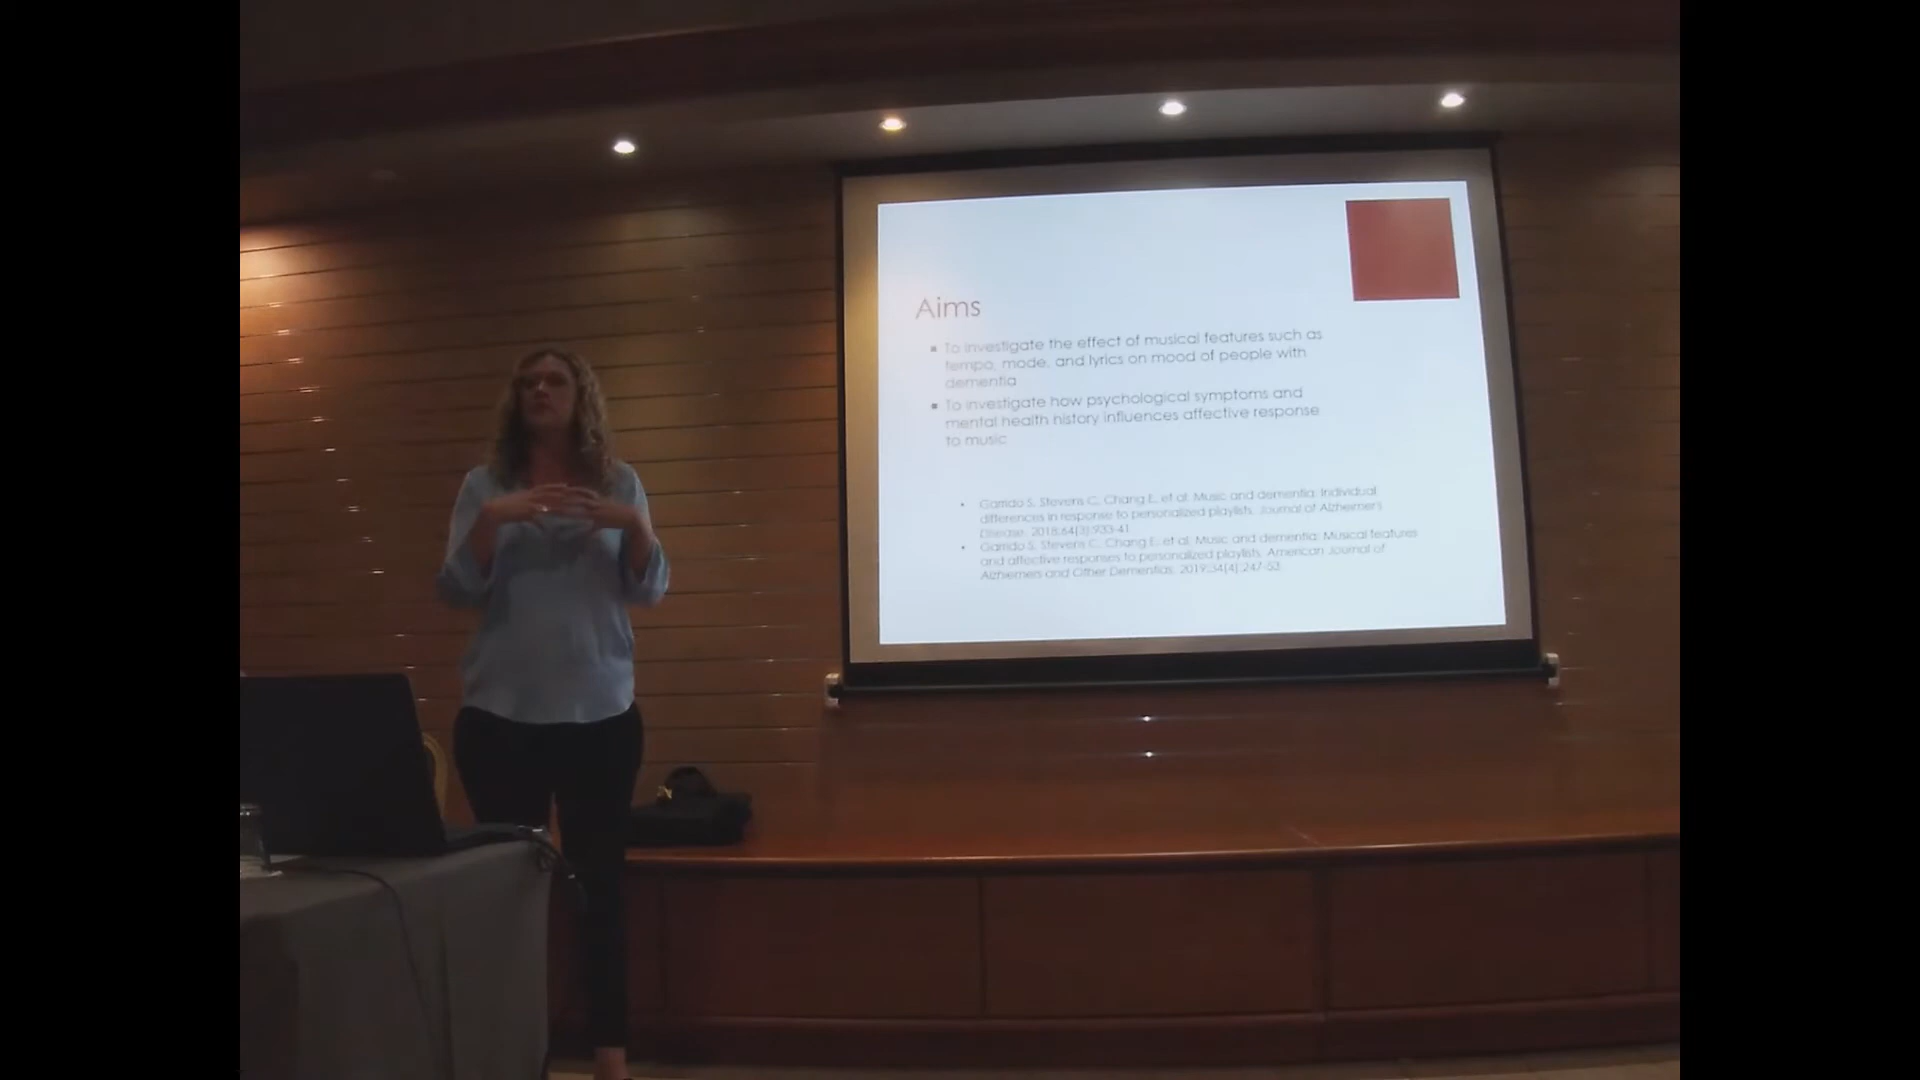 Aims
To investigate the effect of musical features such as
tempo, mode, and lyrics on mood of people with
dementia
To investigate how psychological symptoms and
mental health history influences affective response
to music
Garrido S, Stevens C, Chang E, et al. Music and dementia: Individual
differences in response to personalized playlists. Journal of Alzheimer's
Disease. 2018;64(3):933-41.
Garrido S, Stevens C, Chang E, et al. Music and dementia: Musical features
and affective responses to personalized playlists. American Journal of
Alzheimers and Other Dementias. 2019;34(4):247-53.